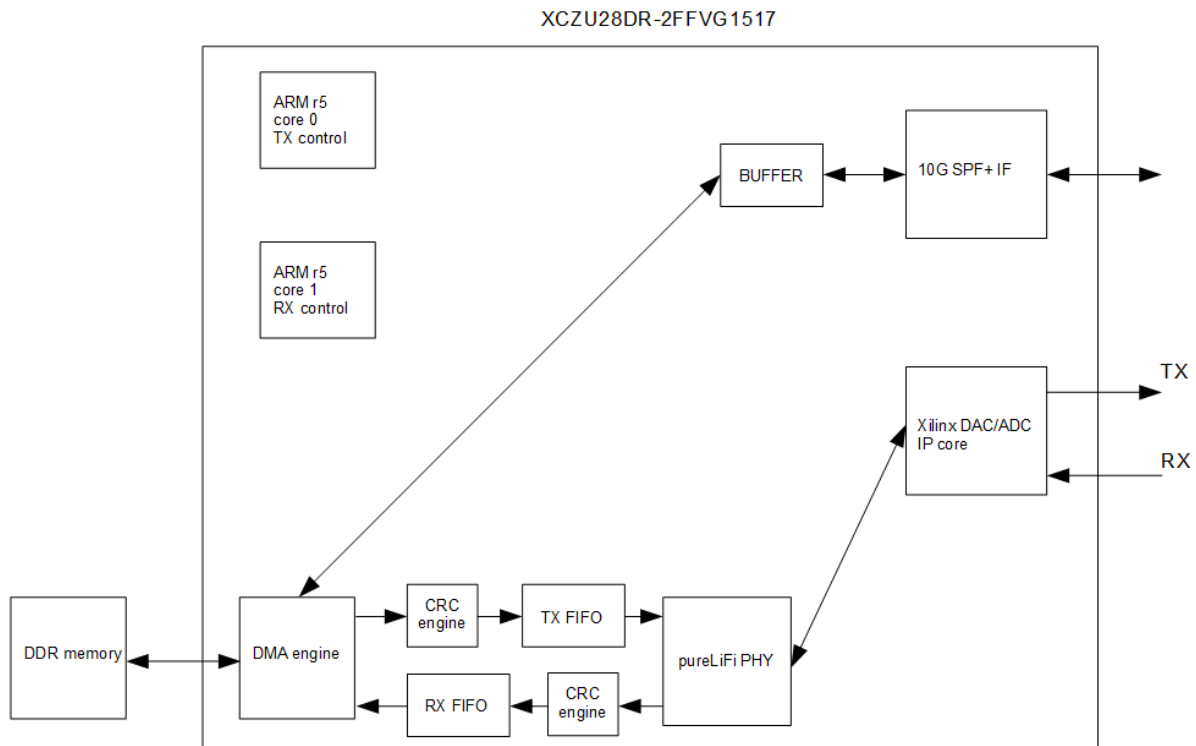 XCZU28DR-2FFVG1517
ARM r5
core 0
TX control
BUFFER
10G SPF+ IF
ARM r5
core 1
RX control
TX
Xilinx DAC/ADC
IP core
RX
DDR memory
DMA engine
CRC
engine
TX FIFO
pureLiFi PHY
RX FIFO
CRC
engine